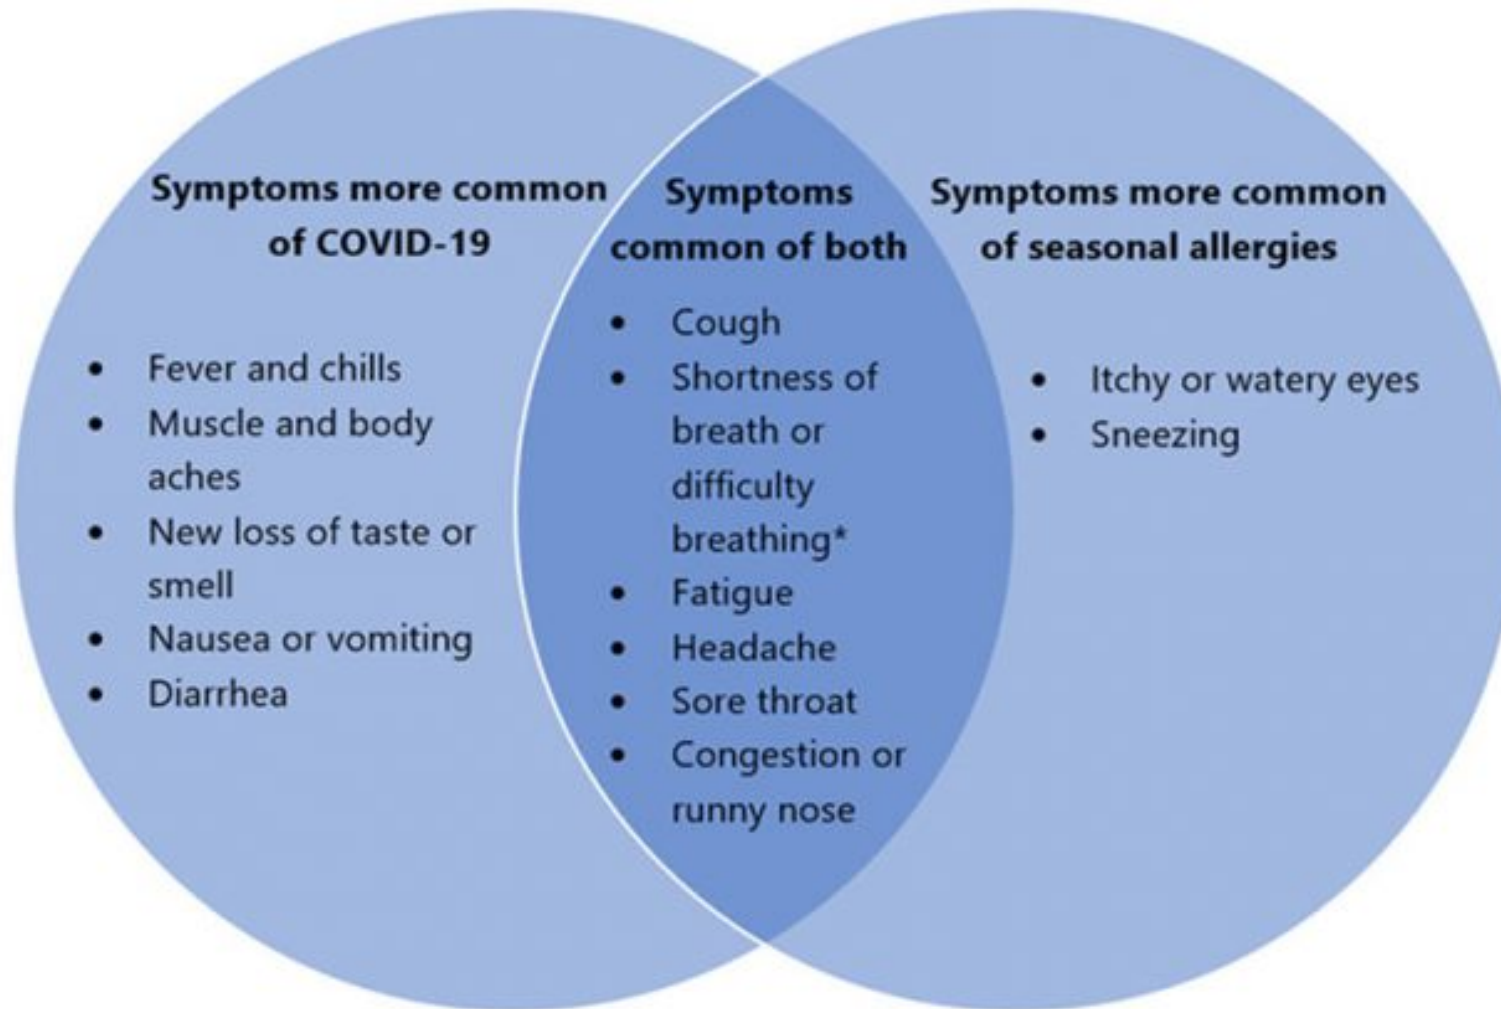 Symptoms more common
of COVID-19
• Fever and chills
• Muscle and body
aches
• New loss of taste or
smell
• Nausea or vomiting
• Diarrhea
Symptoms
common of both
• Cough
• Shortness of
breath or
difficulty
breathing*
• Fatigue
• Headache
• Sore throat
• Congestion or
runny nose
Symptoms more common
of seasonal allergies
• Itchy or watery eyes
• Sneezing